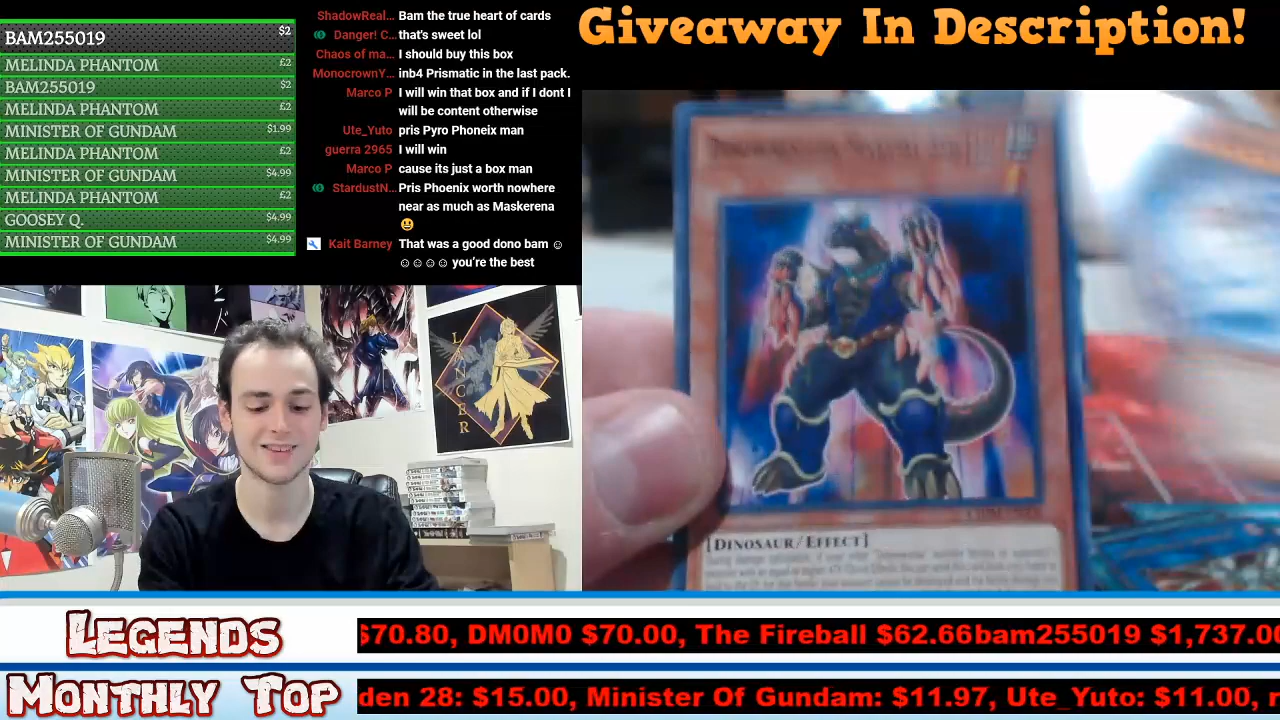 BAM255019 $2
MELINDA PHANTOM £2
BAM255019 $2
MELINDA PHANTOM £2
MINISTER OF GUNDAM $1.99
MELINDA PHANTOM £2
MINISTER OF GUNDAM $4.99
MELINDA PHANTOM £2
GOOSEY Q. $4.99
MINISTER OF GUNDAM $4.99
ShadowReal... Bam the true heart of cards
Danger! C... that's sweet lol
Chaos of ma... I should buy this box
MonocrownY... inb4 Prismatic in the last pack.
Marco P I will win that box and if I dont I
will be content otherwise
Ute_Yuto pris Pyro Phoneix man
guerra 2965 I will win
Marco P cause its just a box man
StardustN... Pris Phoenix worth nowhere
near as much as Maskerena
Kait Barney That was a good dono bam
you're the best
Giveaway In Description!
LANCER
[DINOSAUR/EFFECT]
LEGENDS
$70.80, DM0M0 $70.00, The Fireball $62.66bam255019 $1,737.00
MONTHLY TOP
den 28: $15.00, Minister Of Gundam: $11.97, Ute_Yuto: $11.00,